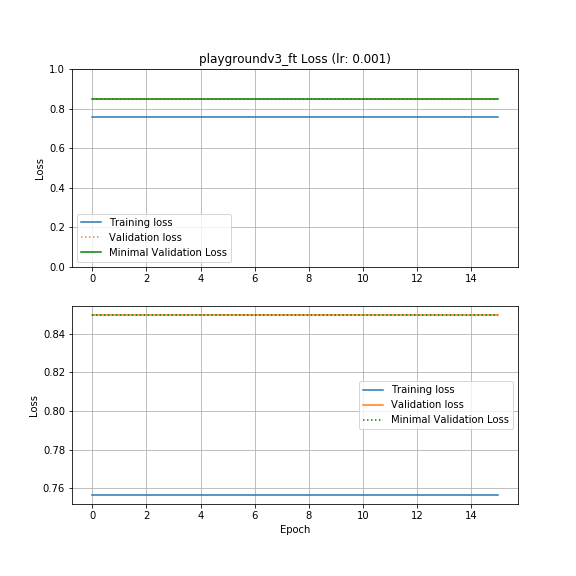 playgroundv3_ft Loss (lr: 0.001)
1.0
0.8
0.6
0.4
0.2
0.0
Loss
Training loss
Validation loss
Minimal Validation Loss
0 2 4 6 8 10 12 14
0.84
0.82
0.80
0.78
0.76
Loss
Training loss
Validation loss
Minimal Validation Loss
0 2 4 6 8 10 12 14
Epoch